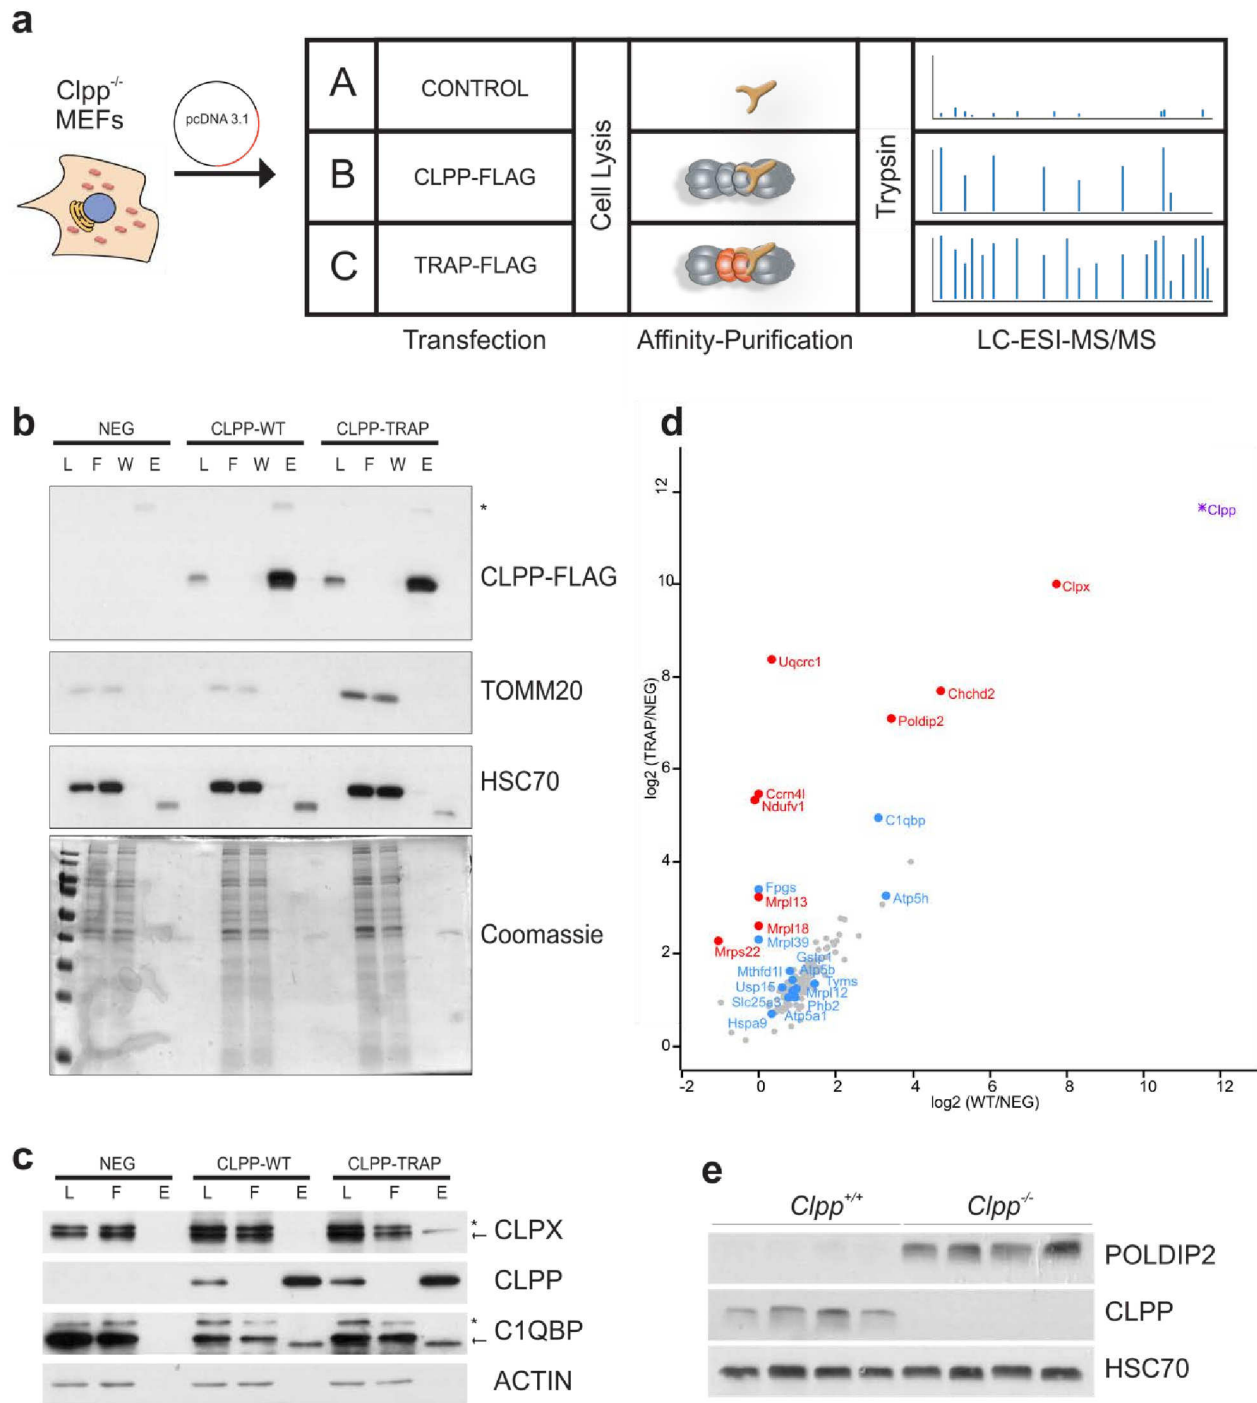 a
Clpp-/-
MEFs
pcDNA 3.1
A
CONTROL
B
CLPP-FLAG
C
TRAP-FLAG
Cell Lysis
Trypsin
Transfection
Affinity-Purification
LC-ESI-MS/MS
b
NEG
CLPP-WT
CLPP-TRAP
L F W E L F W E L F W E
*
CLPP-FLAG
TOMM20
HSC70
Coomassie
c
NEG
CLPP-WT
CLPP-TRAP
L F E L F E L F E
*
← CLPX
CLPP
*
← C1QBP
ACTIN
d
log2 (TRAP/NEG)
12
10
8
6
4
2
0
-2 0 2 4 6 8 10 12
log2 (WT/NEG)
Clpp
Clpx
Uqcrc1
Chchd2
Poldip2
Ccrn4l
Ndufv1
C1qbp
Fpgs
Mrpl13
Atp5h
Mrpl18
Mrpl39
Mrps22
Gstp1
Mthfd1l
Atp5b
Usp15
Tyms
Mrpl12
Slc25a3
Phb2
Hspa9
Atp5a1
e
Clpp+/+
Clpp-/-
POLDIP2
CLPP
HSC70